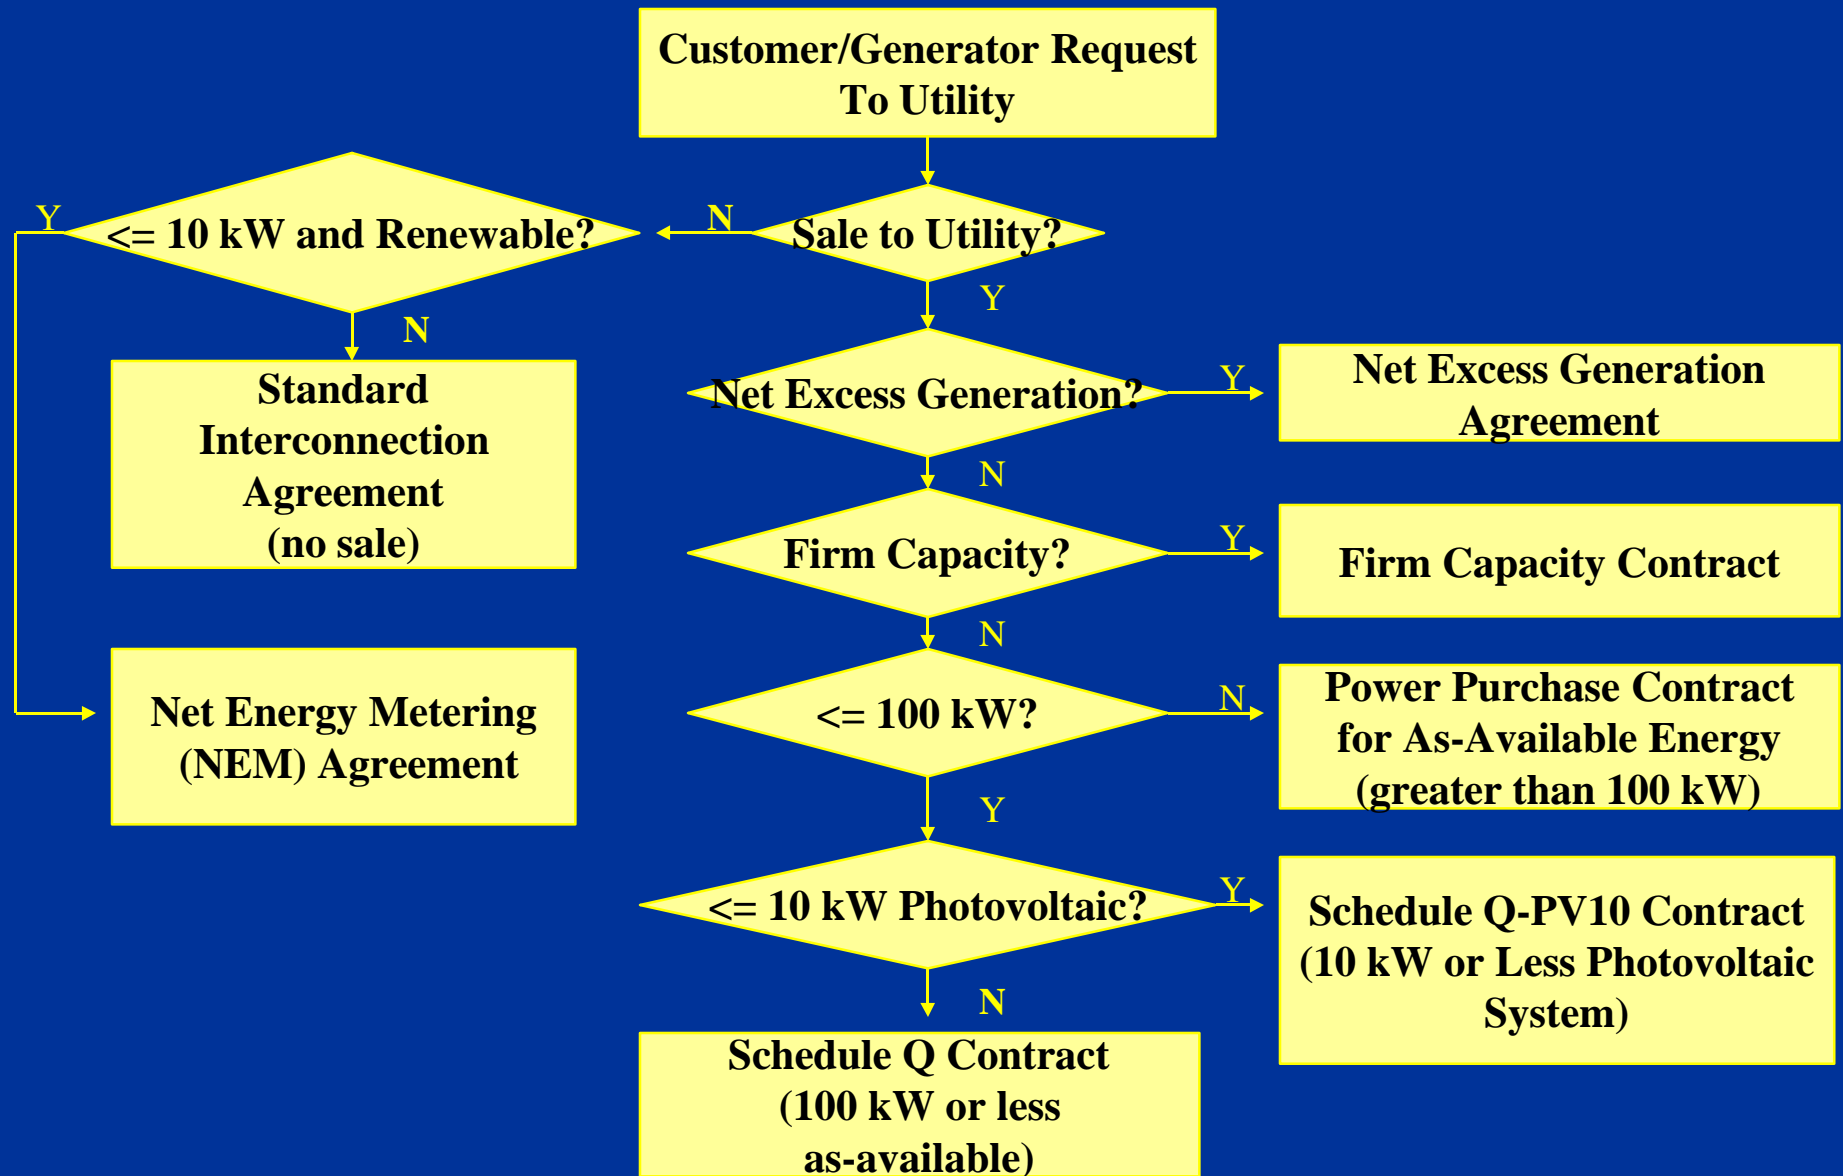 Customer/Generator Request
To Utility
Y
<= 10 kW and Renewable?
N
Sale to Utility?
Y
N
Standard
Interconnection
Agreement
(no sale)
Net Excess Generation?
Y
Net Excess Generation
Agreement
N
Firm Capacity?
Y
Firm Capacity Contract
N
Net Energy Metering
(NEM) Agreement
<= 100 kW?
N
Power Purchase Contract
for As-Available Energy
(greater than 100 kW)
Y
<= 10 kW Photovoltaic?
Y
Schedule Q-PV10 Contract
(10 kW or Less Photovoltaic
System)
N
Schedule Q Contract
(100 kW or less
as-available)